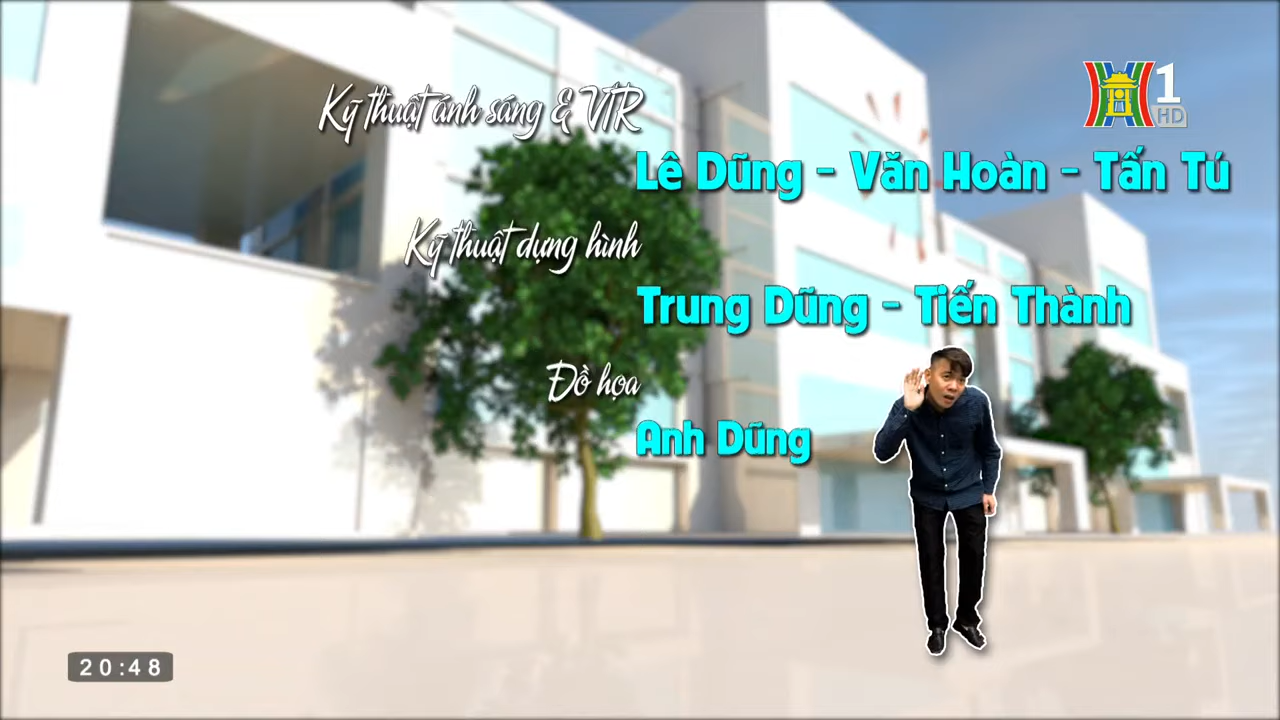 Kỹ thuật ánh sáng & VTR
1
HD
Lê Dũng - Văn Hoàn - Tấn Tú
Kỹ thuật dựng hình
Trung Dũng - Tiến Thành
Đồ họa
Anh Dũng
20:48